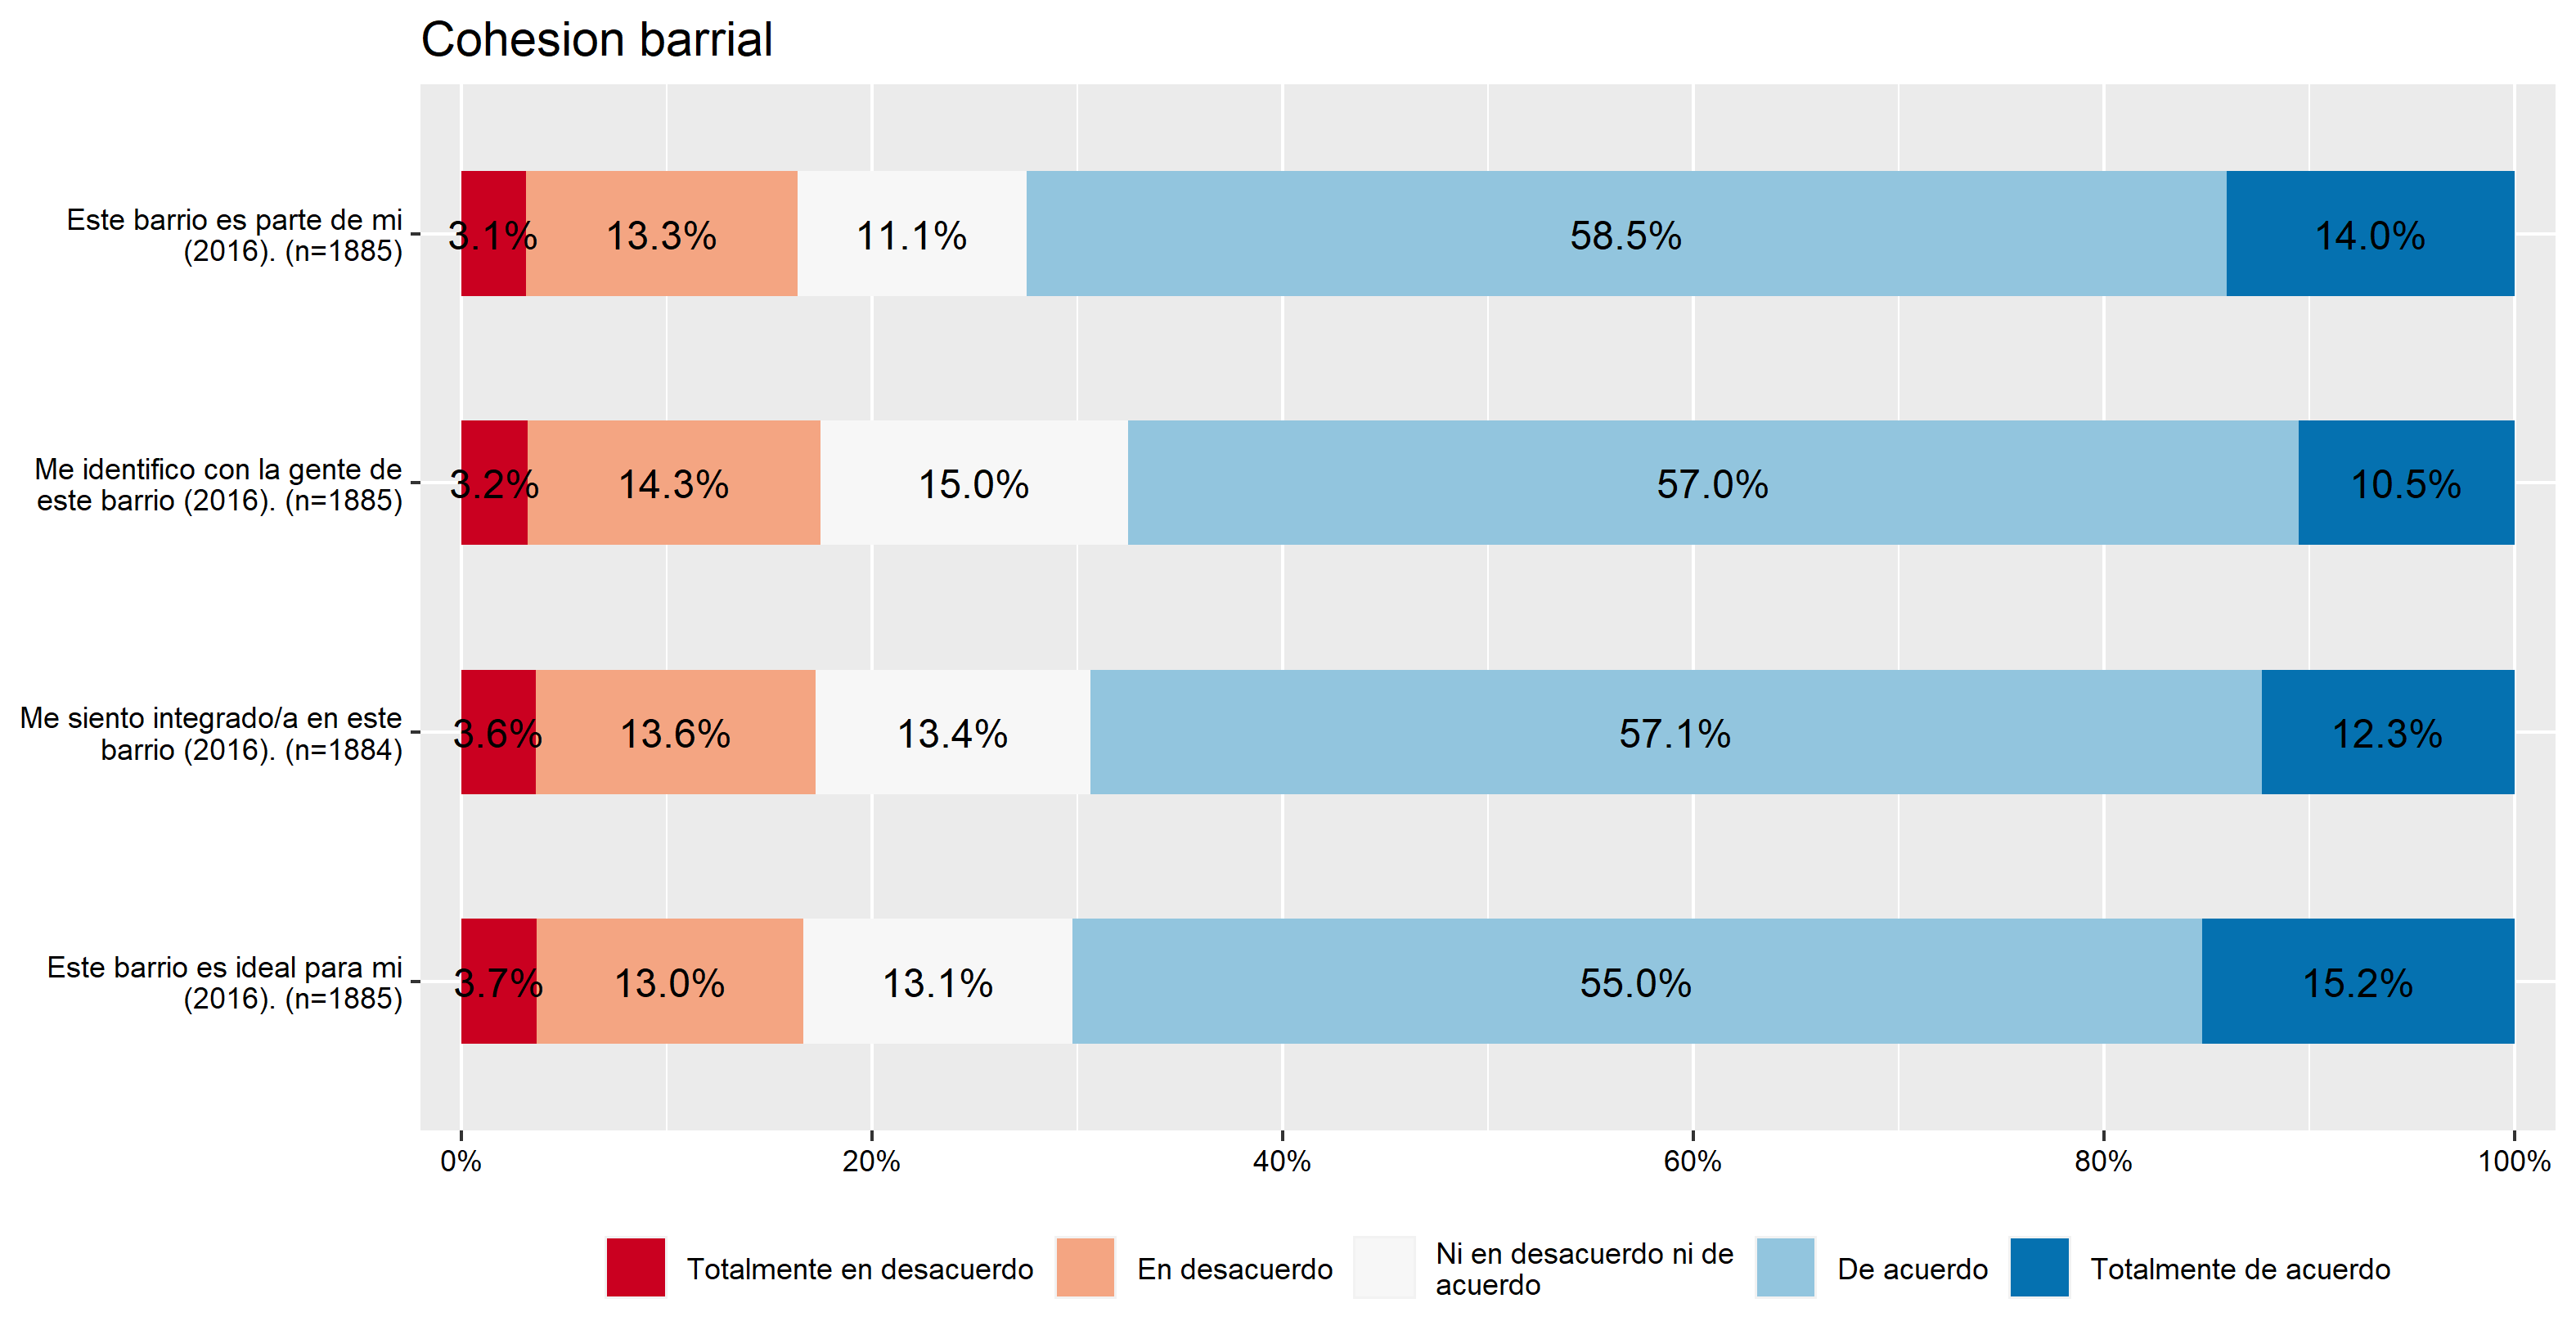 Cohesion barrial
Este barrio es parte de mi
(2016). (n=1885)
3.1% 13.3% 11.1% 58.5% 14.0%
Me identifico con la gente de
este barrio (2016). (n=1885)
3.2% 14.3% 15.0% 57.0% 10.5%
Me siento integrado/a en este
barrio (2016). (n=1884)
3.6% 13.6% 13.4% 57.1% 12.3%
Este barrio es ideal para mi
(2016). (n=1885)
3.7% 13.0% 13.1% 55.0% 15.2%
0% 20% 40% 60% 80% 100%
Totalmente en desacuerdo
En desacuerdo
Ni en desacuerdo ni de
acuerdo
De acuerdo
Totalmente de acuerdo